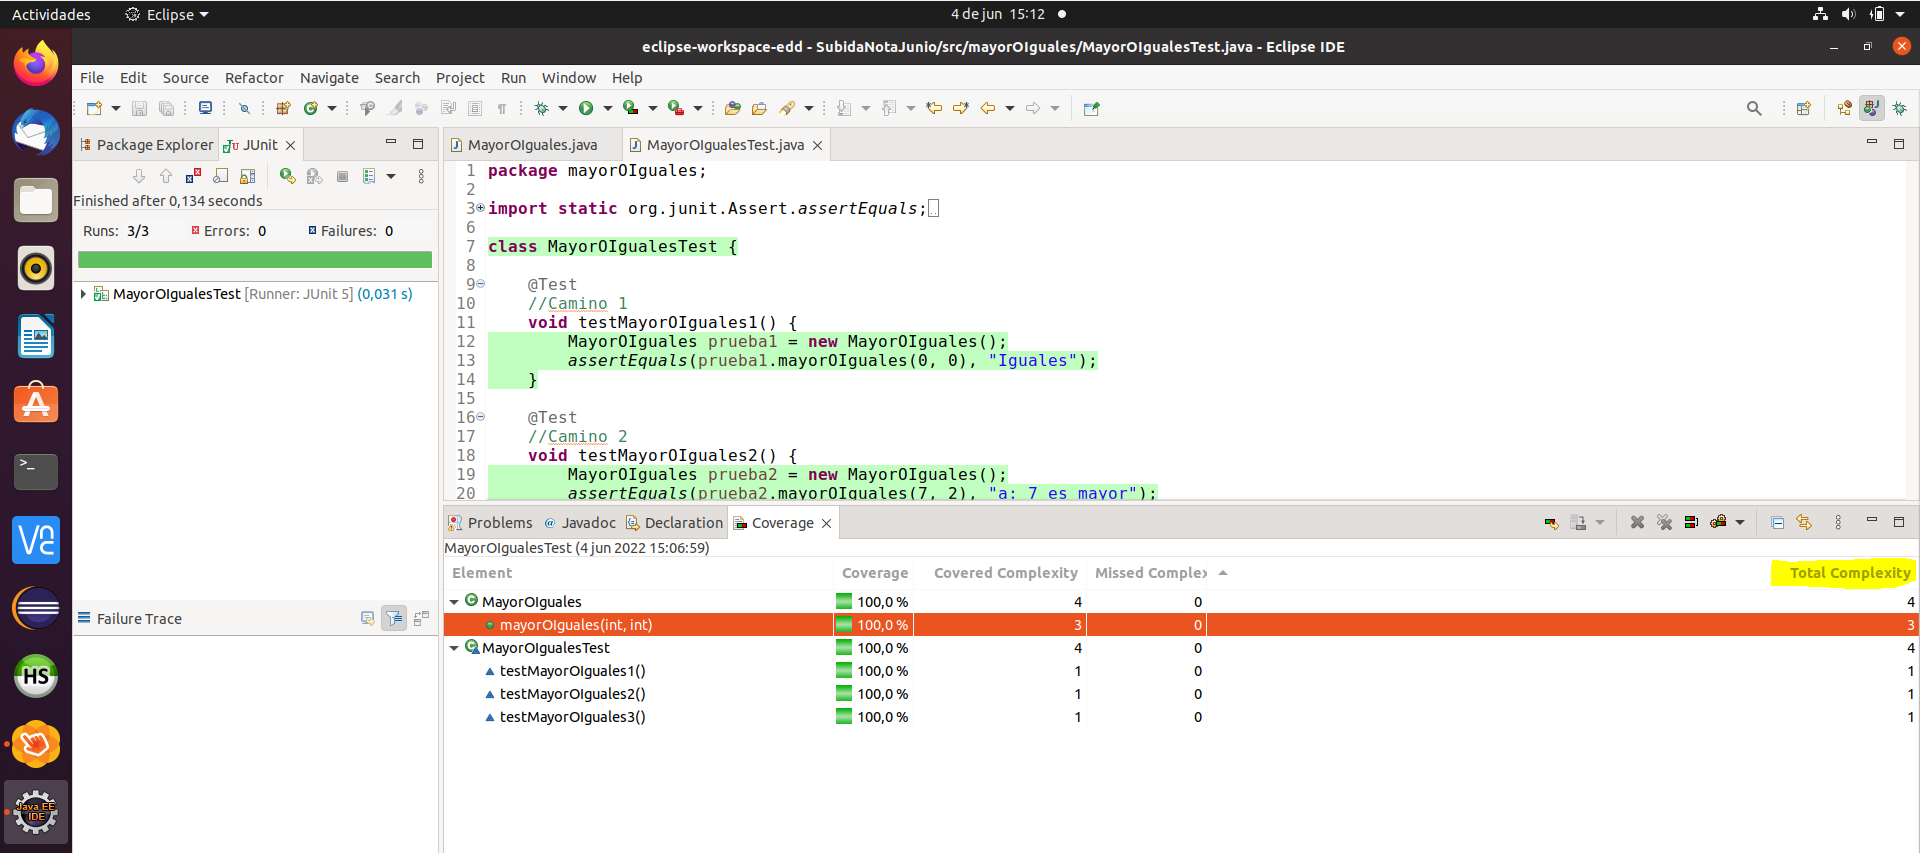 Actividades
Eclipse
4 de jun 15:12
eclipse-workspace-edd - SubidaNotaJunio/src/mayorOIguales/MayorOIgualesTest.java - Eclipse IDE
File Edit Source Refactor Navigate Search Project Run Window Help
Package Explorer
JUnit
Finished after 0,134 seconds
Runs: 3/3
Errors: 0
Failures: 0
MayorOIgualesTest [Runner: JUnit 5] (0,031 s)
Failure Trace
MayorOIguales.java
MayorOIgualesTest.java
1 package mayorOIguales;
2
3 import static org.junit.Assert.assertEquals;
6
7 class MayorOIgualesTest {
8
9 @Test
10 //Camino 1
11 void testMayorOIguales1() {
12 MayorOIguales prueba1 = new MayorOIguales();
13 assertEquals(prueba1.mayorOIguales(0, 0), "Iguales");
14 }
15
16 @Test
17 //Camino 2
18 void testMayorOIguales2() {
19 MayorOIguales prueba2 = new MayorOIguales();
20 assertEquals(prueba2.mayorOIguales(7, 2), "a: 7 es mayor");
Problems
@ Javadoc
Declaration
Coverage
MayorOIgualesTest (4 jun 2022 15:06:59)
Element Coverage Covered Complexity Missed Complex Total Complexity
MayorOIguales 100,0 % 4 0 4
mayorOIguales(int, int) 100,0 % 3 0 3
MayorOIgualesTest 100,0 % 4 0 4
testMayorOIguales1() 100,0 % 1 0 1
testMayorOIguales2() 100,0 % 1 0 1
testMayorOIguales3() 100,0 % 1 0 1
>_
HS
Java EE
IDE